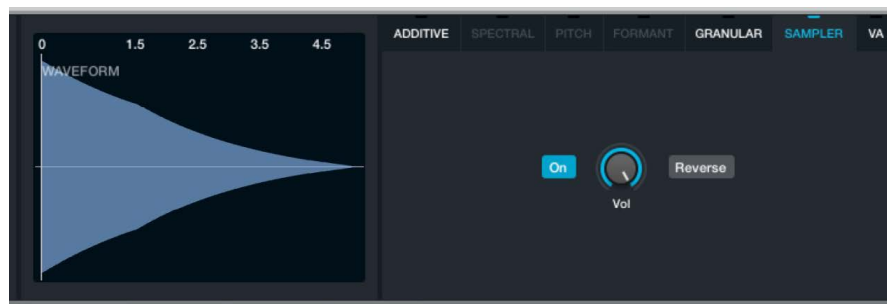 0 1.5 2.5 3.5 4.5
WAVEFORM
ADDITIVE SPECTRAL PITCH FORMANT GRANULAR SAMPLER VA
On
Vol
Reverse